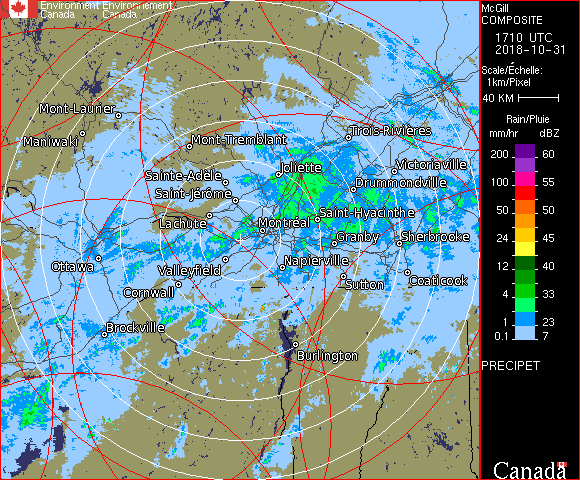 Environment Environnement
Canada Canada
McGill
COMPOSITE
1710 UTC
2018-10-31
Scale/Échelle:
1km/Pixel
40 KM
Rain/Pluie
mm/hr dBZ
200 60
100 55
50 50
24 45
12 40
4 33
1 23
0.1 7
PRECIPET
Canada
Mont-Laurier
Maniwaki
Mont-Tremblant
Trois-Rivières
Sainte-Adèle
Joliette
Victoriaville
Saint-Jérôme
Drummondville
Lachute
Montréal
Saint-Hyacinthe
Granby
Sherbrooke
Ottawa
Valleyfield
Napierville
Cornwall
Sutton
Coaticook
Brockville
Burlington